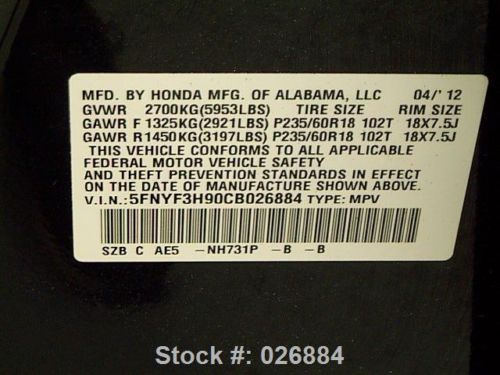 MFD. BY HONDA MFG. OF ALABAMA, LLC 04/' 12
GVWR 2700KG(5953LBS) TIRE SIZE RIM SIZE
GAWR F 1325KG(2921LBS) P235/60R18 102T 18X7.5J
GAWR R1450KG(3197LBS) P235/60R18 102T 18X7.5J
THIS VEHICLE CONFORMS TO ALL APPLICABLE
FEDERAL MOTOR VEHICLE SAFETY
AND THEFT PREVENTION STANDARDS IN EFFECT
ON THE DATE OF MANUFACTURE SHOWN ABOVE.
V.I.N.:5FNYF3H90CB026884 TYPE: MPV
SZB C AE5 -NH731P -B -B
Stock #: 026884